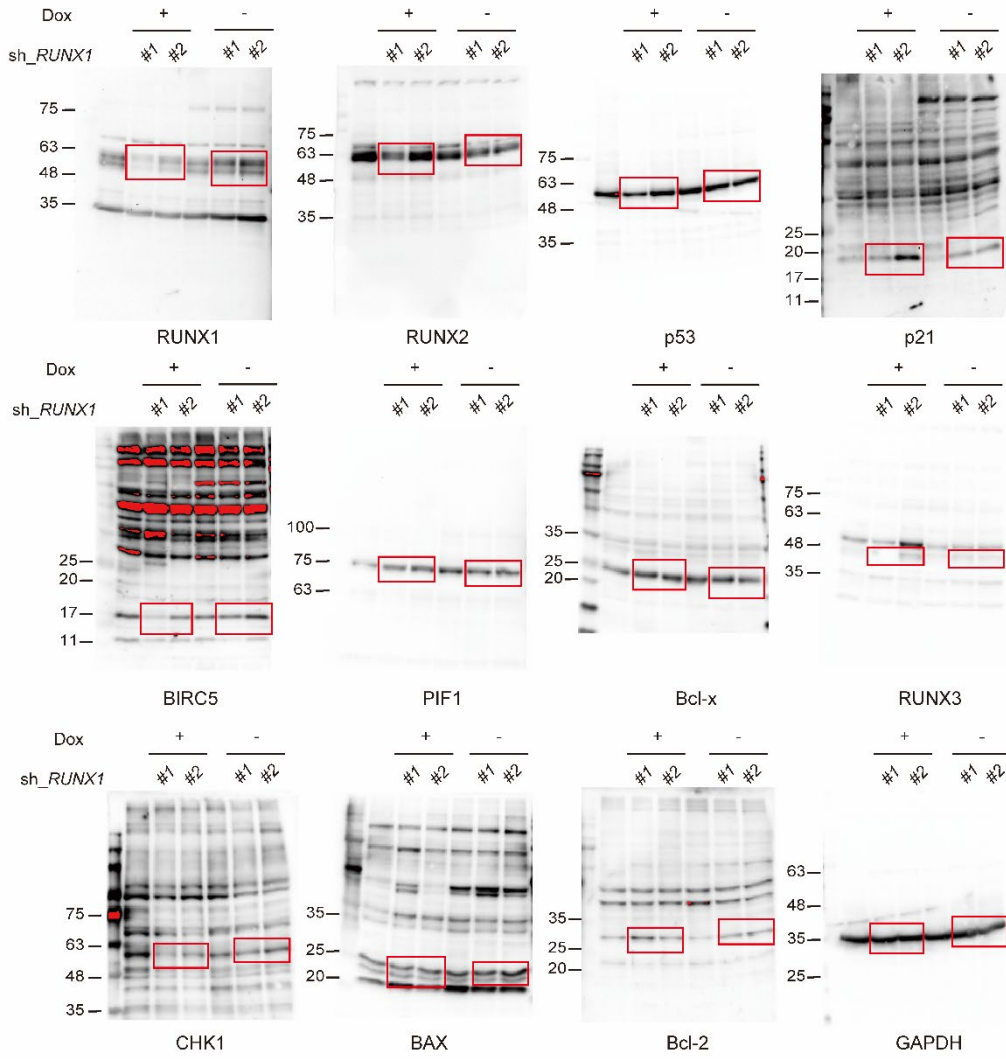 Dox + - + - + - + -
sh_RUNX1 #1 #2 #1 #2 #1 #2 #1 #2 #1 #2 #1 #2 #1 #2 #1 #2
75 63 48 35
75 63 48 35
75 63 48 35
25 20 17 11
RUNX1 RUNX2 p53 p21
Dox + - + - + - + -
sh_RUNX1 #1 #2 #1 #2 #1 #2 #1 #2 #1 #2 #1 #2 #1 #2 #1 #2
25 20 17 11
100 75 63
35 25 20
75 63 48 35
BIRC5 PIF1 Bcl-x RUNX3
Dox + - + - + - + -
sh_RUNX1 #1 #2 #1 #2 #1 #2 #1 #2 #1 #2 #1 #2 #1 #2 #1 #2
75 63 48 35
35 25 20
35 25 20
63 48 35 25
CHK1 BAX Bcl-2 GAPDH